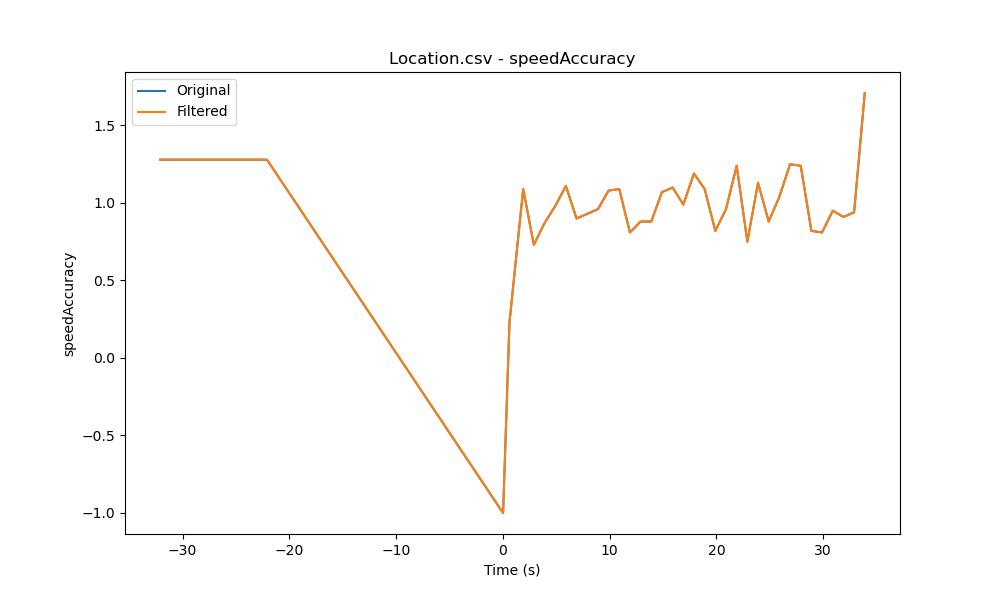 Location.csv - speedAccuracy
Original
Filtered
1.5
1.0
0.5
0.0
−0.5
−1.0
speedAccuracy
−30 −20 −10 0 10 20 30
Time (s)